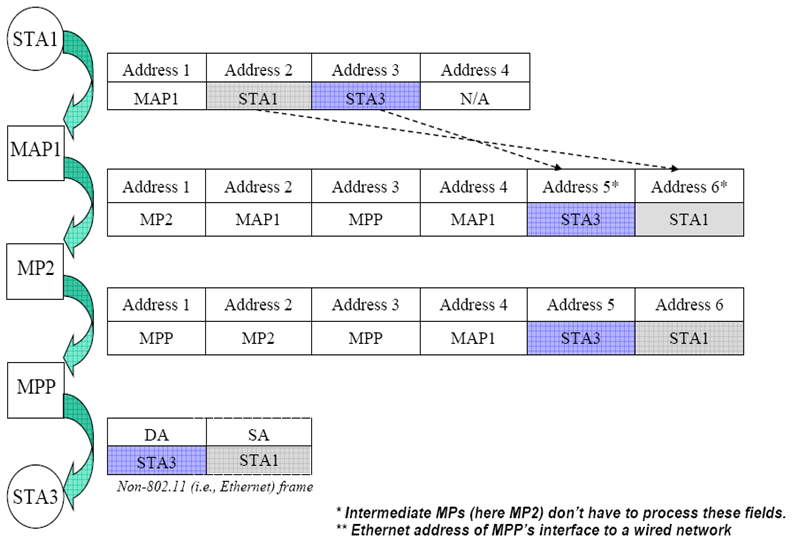 STA1
Address 1 Address 2 Address 3 Address 4
MAP1 STA1 STA3 N/A
MAP1
Address 1 Address 2 Address 3 Address 4 Address 5* Address 6*
MP2 MAP1 MPP MAP1 STA3 STA1
MP2
Address 1 Address 2 Address 3 Address 4 Address 5 Address 6
MPP MP2 MPP MAP1 STA3 STA1
MPP
DA SA
STA3 STA1
Non-802.11 (i.e., Ethernet) frame
STA3
* Intermediate MPs (here MP2) don't have to process these fields.
** Ethernet address of MPP's interface to a wired network